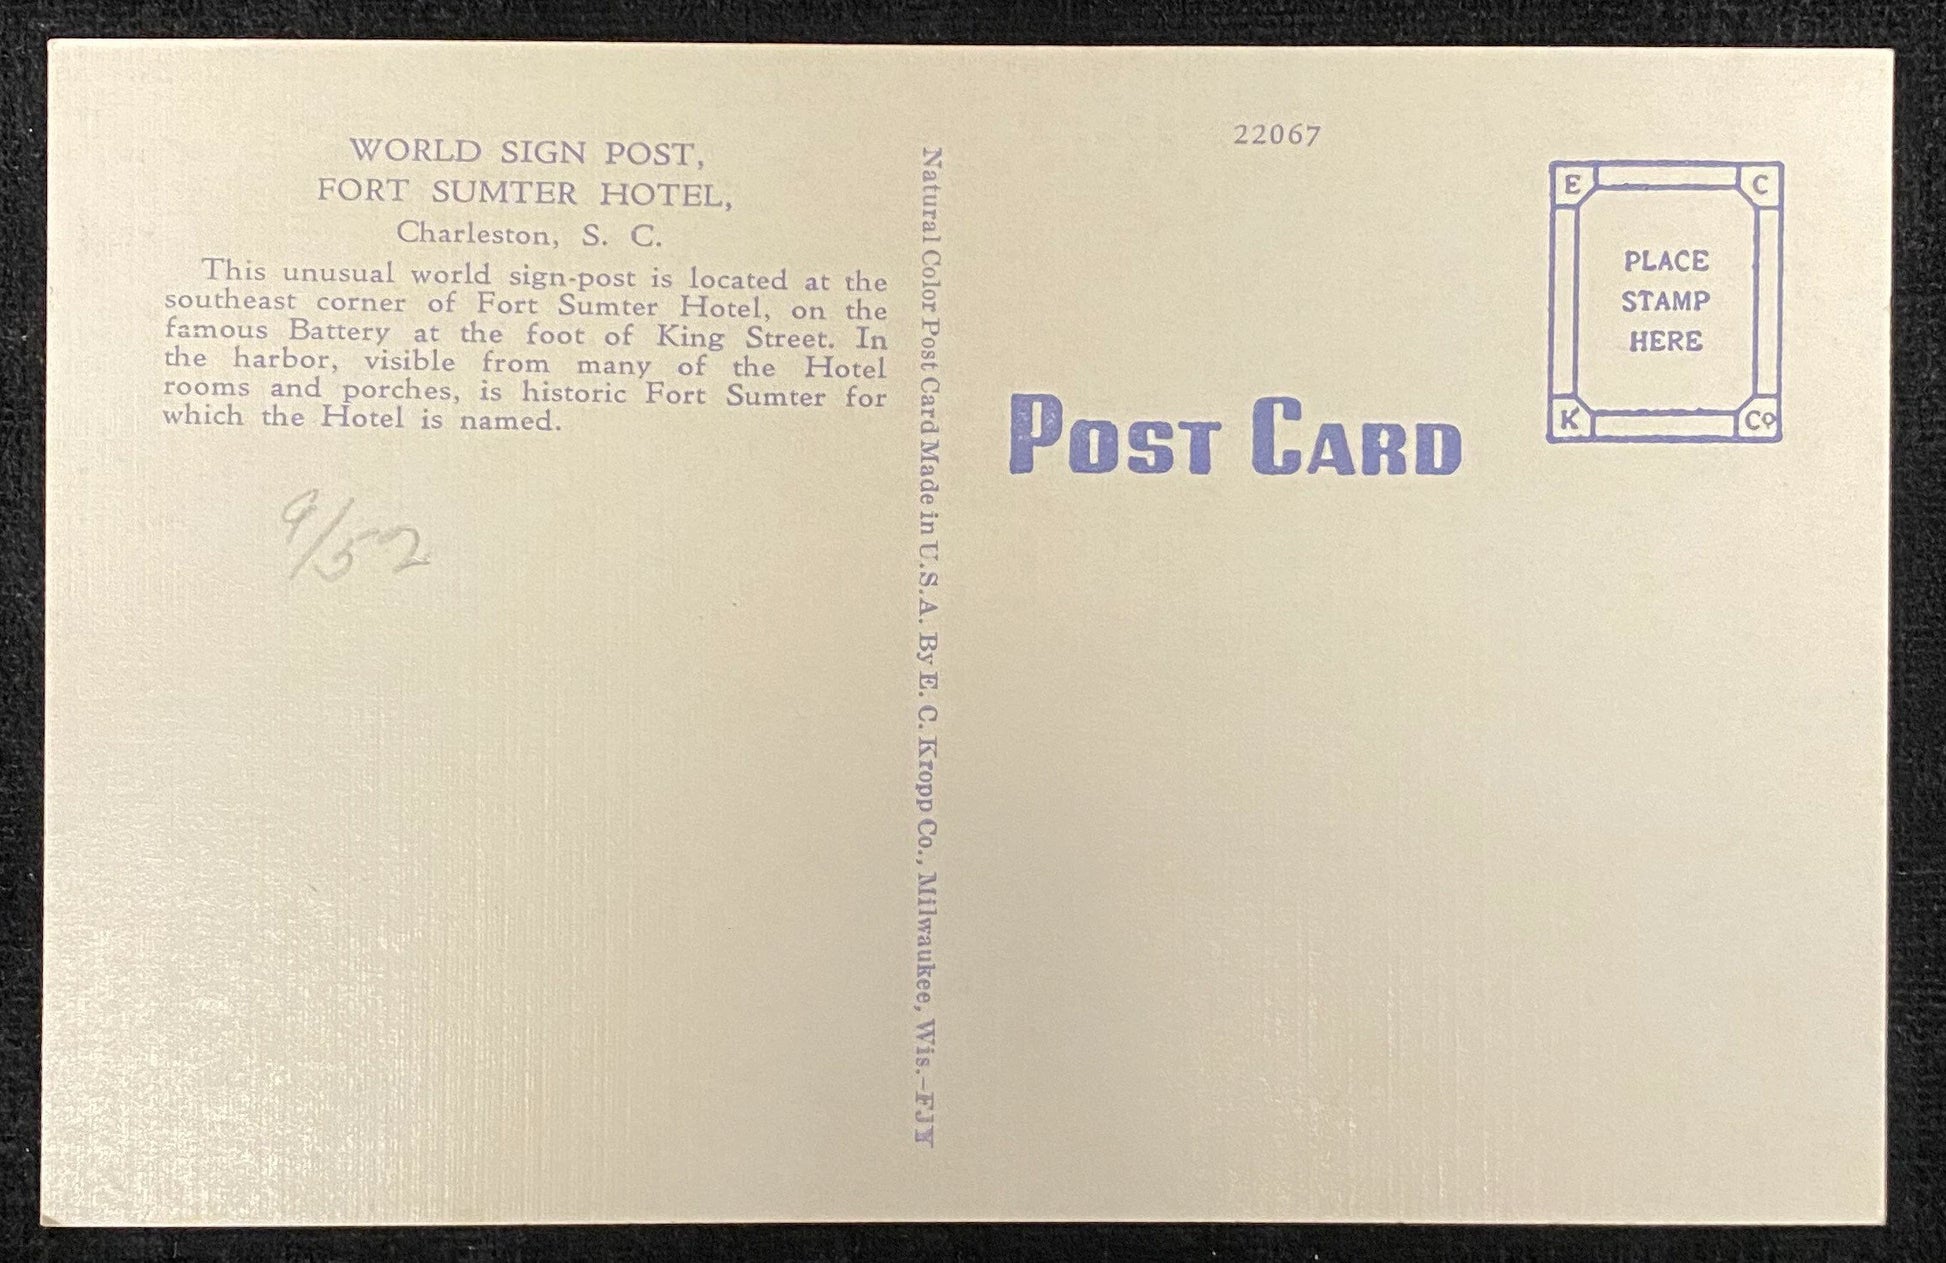 WORLD SIGN POST,
FORT SUMTER HOTEL,
Charleston, S. C.
This unusual world sign-post is located at the
southeast corner of Fort Sumter Hotel, on the
famous Battery at the foot of King Street. In
the harbor, visible from many of the Hotel
rooms and porches, is historic Fort Sumter for
which the Hotel is named.
9/52
Natural Color Post Card Made in U.S.A. By E. C. Kropp Co., Milwaukee, Wis.-FJY
22067
POST CARD
E C
PLACE
STAMP
HERE
K Co